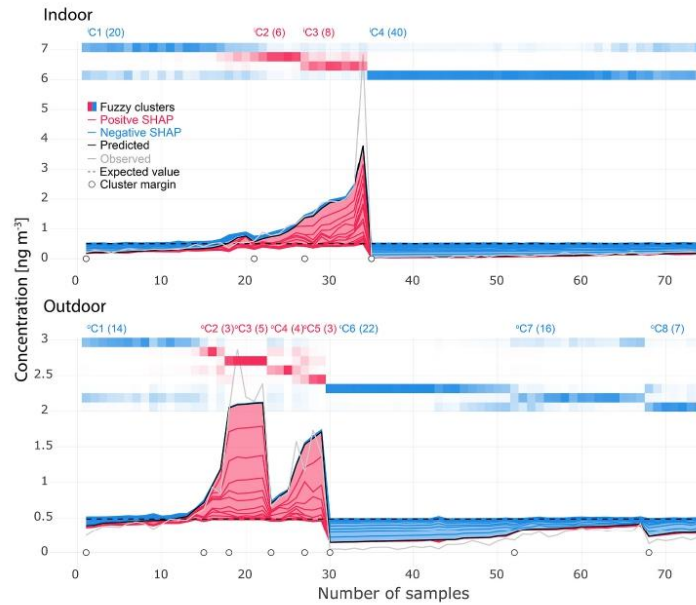 Indoor
ᴵC1 (20) ᴵC2 (6) ᴵC3 (8) ᴵC4 (40)
7
6
5
4
3
2
1
0
Fuzzy clusters
Positve SHAP
Negative SHAP
Predicted
Observed
Expected value
Cluster margin
0 10 20 30 40 50 60 70
Outdoor
ᵒC1 (14) ᵒC2 (3) ᵒC3 (5) ᵒC4 (4) ᵒC5 (3) ᵒC6 (22) ᵒC7 (16) ᵒC8 (7)
3
2.5
2
1.5
1
0.5
0
0 10 20 30 40 50 60 70
Concentration [ng m⁻³]
Number of samples